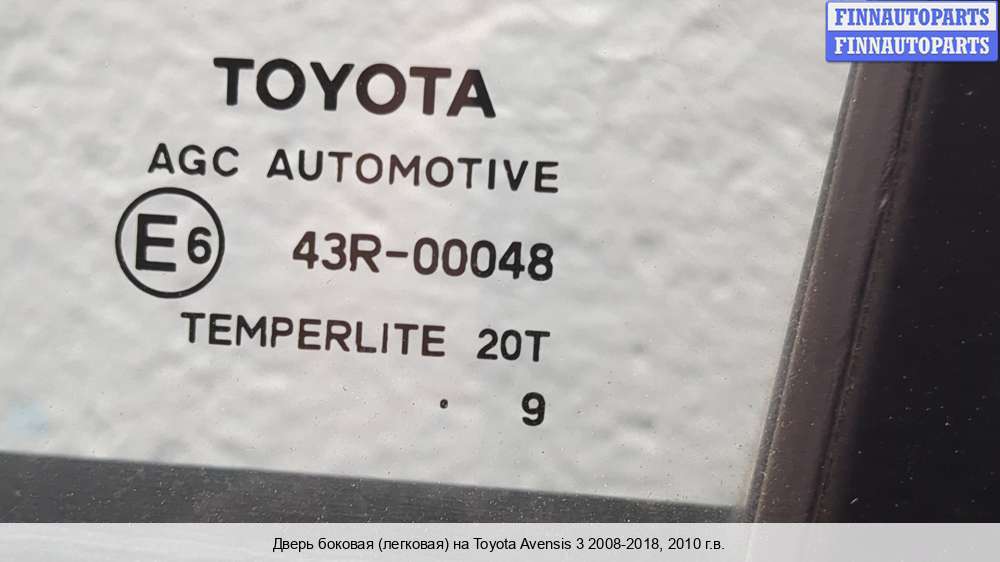 FINNAUTOPARTS
FINNAUTOPARTS
TOYOTA
AGC AUTOMOTIVE
E6 43R-00048
TEMPERLITE 20T
. 9
Дверь боковая (легковая) на Toyota Avensis 3 2008-2018, 2010 г.в.